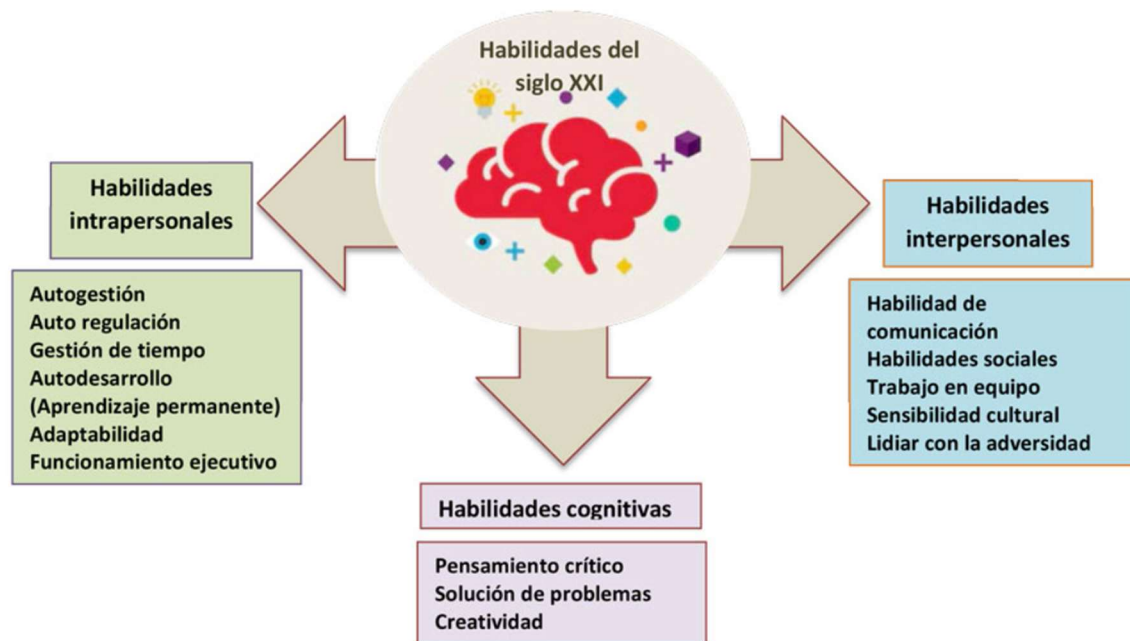 Habilidades del
siglo XXI
Habilidades
intrapersonales
Autogestión
Auto regulación
Gestión de tiempo
Autodesarrollo
(Aprendizaje permanente)
Adaptabilidad
Funcionamiento ejecutivo
Habilidades
interpersonales
Habilidad de
comunicación
Habilidades sociales
Trabajo en equipo
Sensibilidad cultural
Lidiar con la adversidad
Habilidades cognitivas
Pensamiento crítico
Solución de problemas
Creatividad